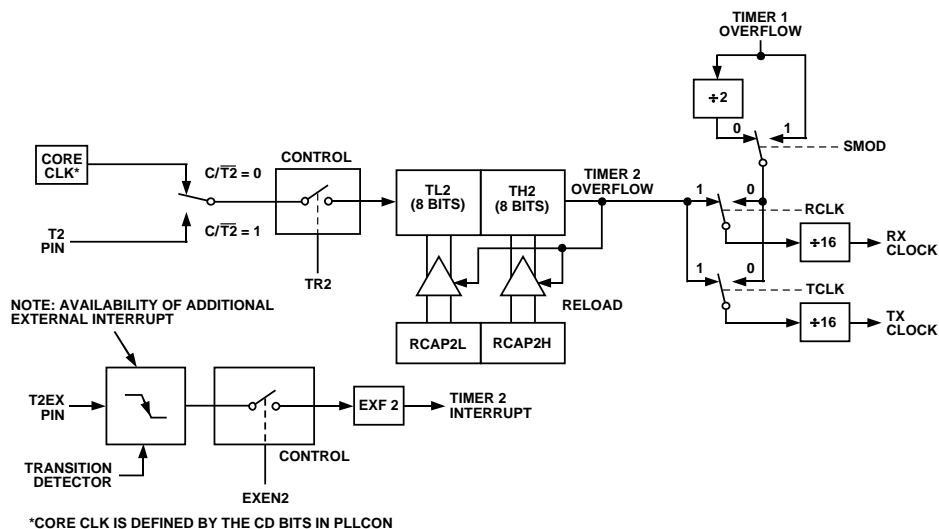 TIMER 1
OVERFLOW
÷2
0
1
SMOD
CORE
CLK*
C/T̅2̅ = 0
CONTROL
TL2
(8 BITS)
TH2
(8 BITS)
TIMER 2
OVERFLOW
1
0
RCLK
T2
PIN
C/T̅2̅ = 1
÷16
RX
CLOCK
TR2
RELOAD
1
0
TCLK
NOTE: AVAILABILITY OF ADDITIONAL
EXTERNAL INTERRUPT
RCAP2L
RCAP2H
÷16
TX
CLOCK
T2EX
PIN
EXF 2
TIMER 2
INTERRUPT
CONTROL
TRANSITION
DETECTOR
EXEN2
*CORE CLK IS DEFINED BY THE CD BITS IN PLLCON